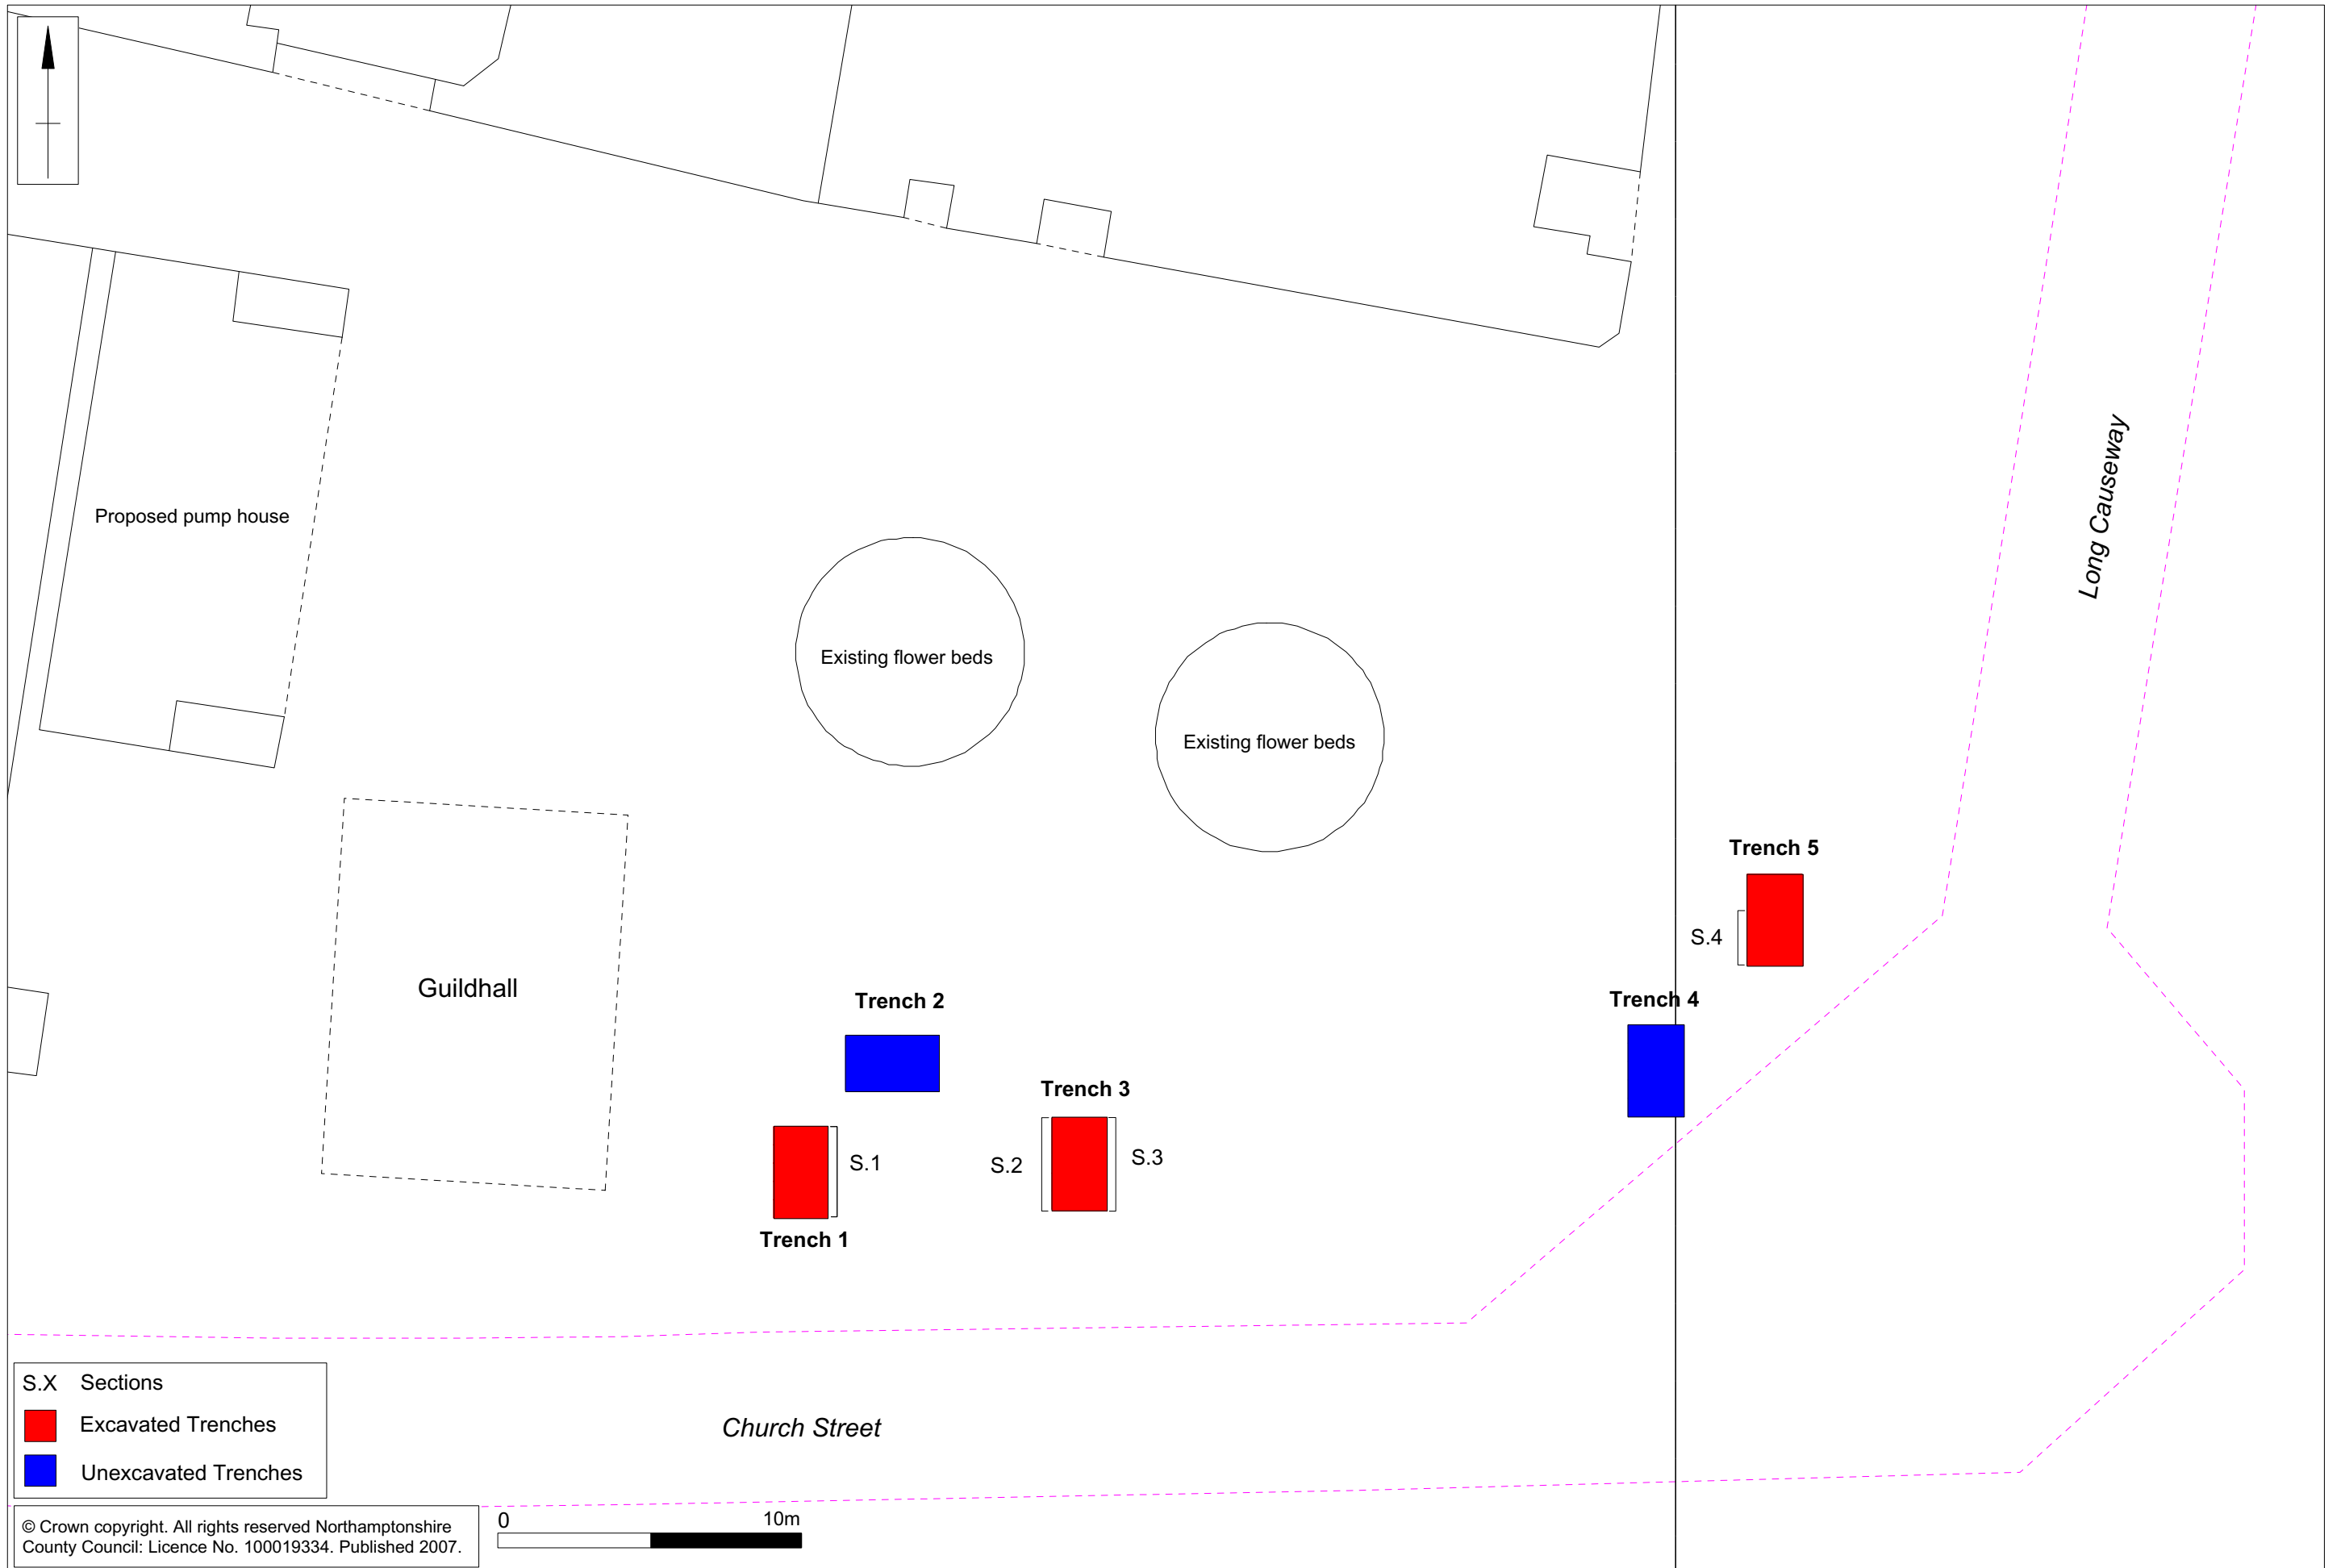 Long Causeway
Proposed pump house
Existing flower beds
Existing flower beds
Trench 5
S.4
Guildhall
Trench 2
Trench 4
Trench 3
S.1
S.2
S.3
Trench 1
Church Street
S.X Sections
Excavated Trenches
Unexcavated Trenches
© Crown copyright. All rights reserved Northamptonshire
County Council: Licence No. 100019334. Published 2007.
0 10m